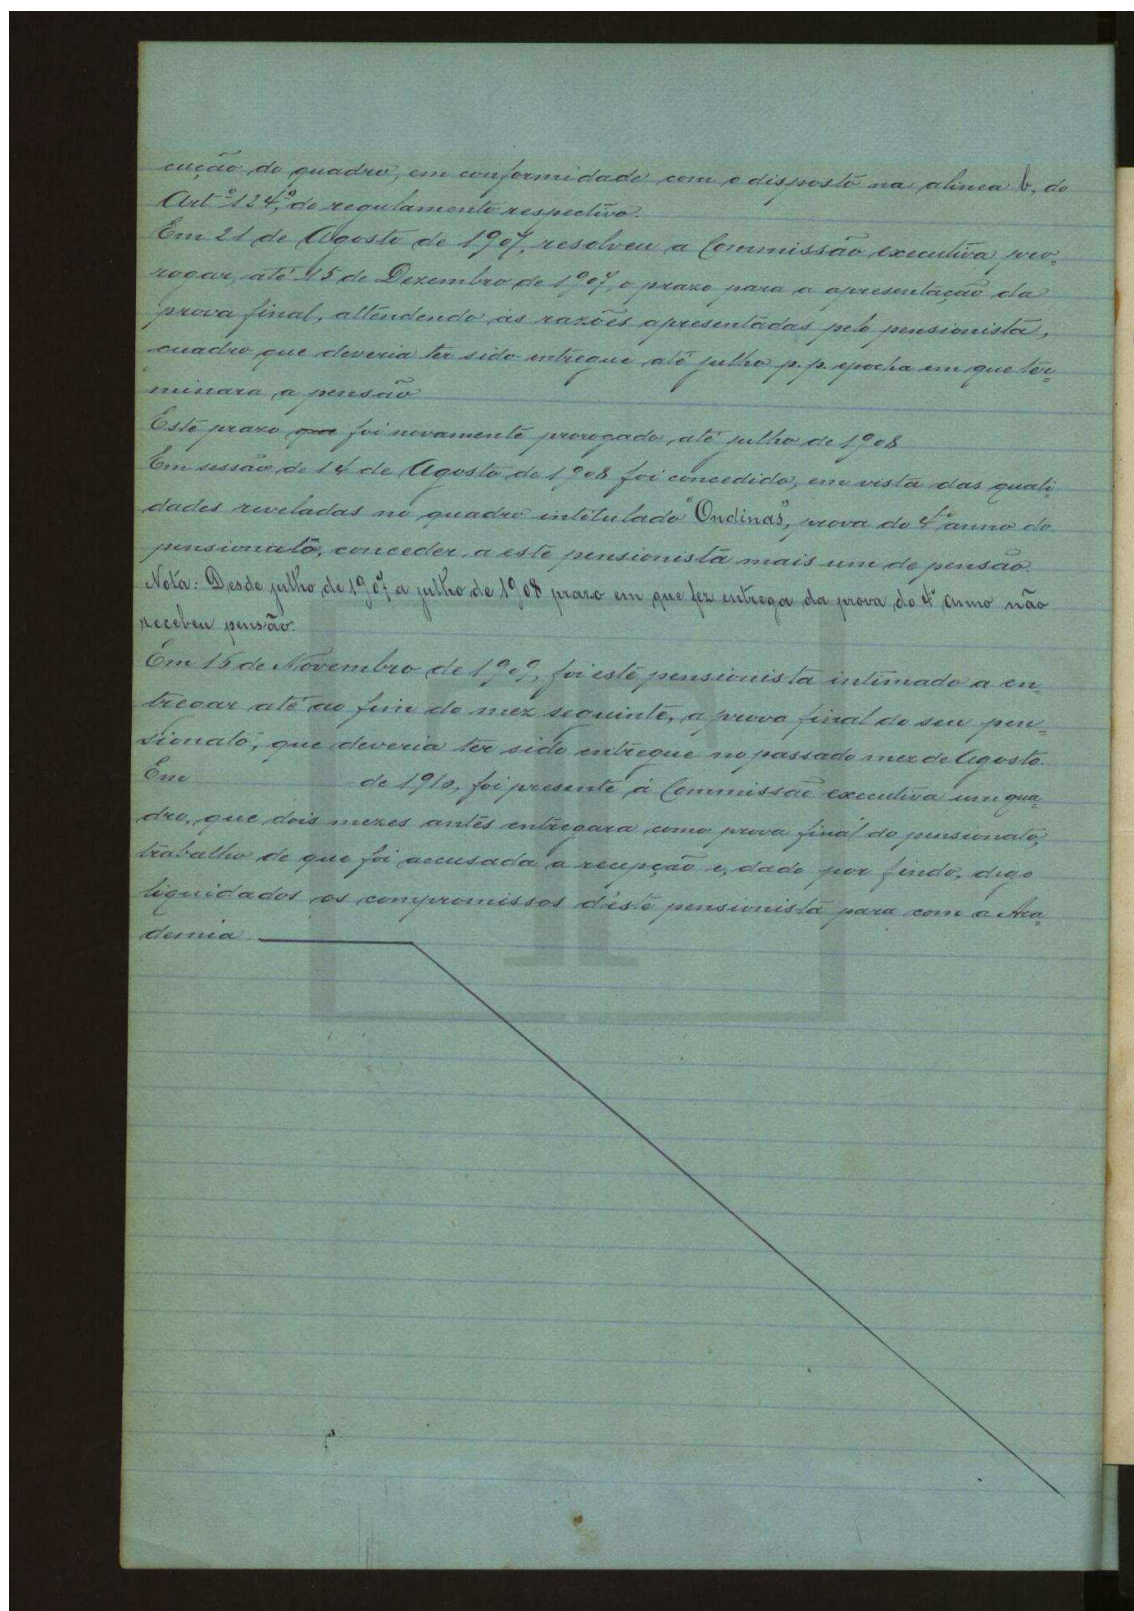 cução do quadro, em conformidade com o disposto na alinea b, do
Artº 124º, do regulamento respectivo.
Em 21 de Agosto de 1907, resolveu a Commissão executiva pro=
rogar, até 15 de Dezembro de 1907, o prazo para a apresentação da
prova final, attendendo ás razões apresentadas pelo pensionista,
quadro que deveria ter sido entregue até julho p. p. epocha em que ter=
minara a pensão
Este prazo que foi novamente prorogado, até julho de 1908
Em sessão de 14 de Agosto de 1908 foi concedido, em vista das quali=
dades reveladas no quadro intitulado "Ondinas", prova do 4º anno do
pensionato, conceder, a este pensionista mais um de pensão.
Nota: Desde julho de 1907 a julho de 1908 prazo em que fez entrega da prova do 4º anno não
recebeu pensão.
Em 15 de Novembro de 1909, foi este pensionista intimado a en=
tregar até ao fim do mez seguinte, a prova final do seu pen=
sionato, que deveria ter sido entregue no passado mez de Agosto.
Em de 1910, foi presente á Commissão executiva um qua=
dro, que dois mezes antes entregara como prova final do pensionato,
trabalho de que foi accusada a recepção e, dado por findo, digo
liquidados os compromissos d'este pensionista para com a Aca=
demia.